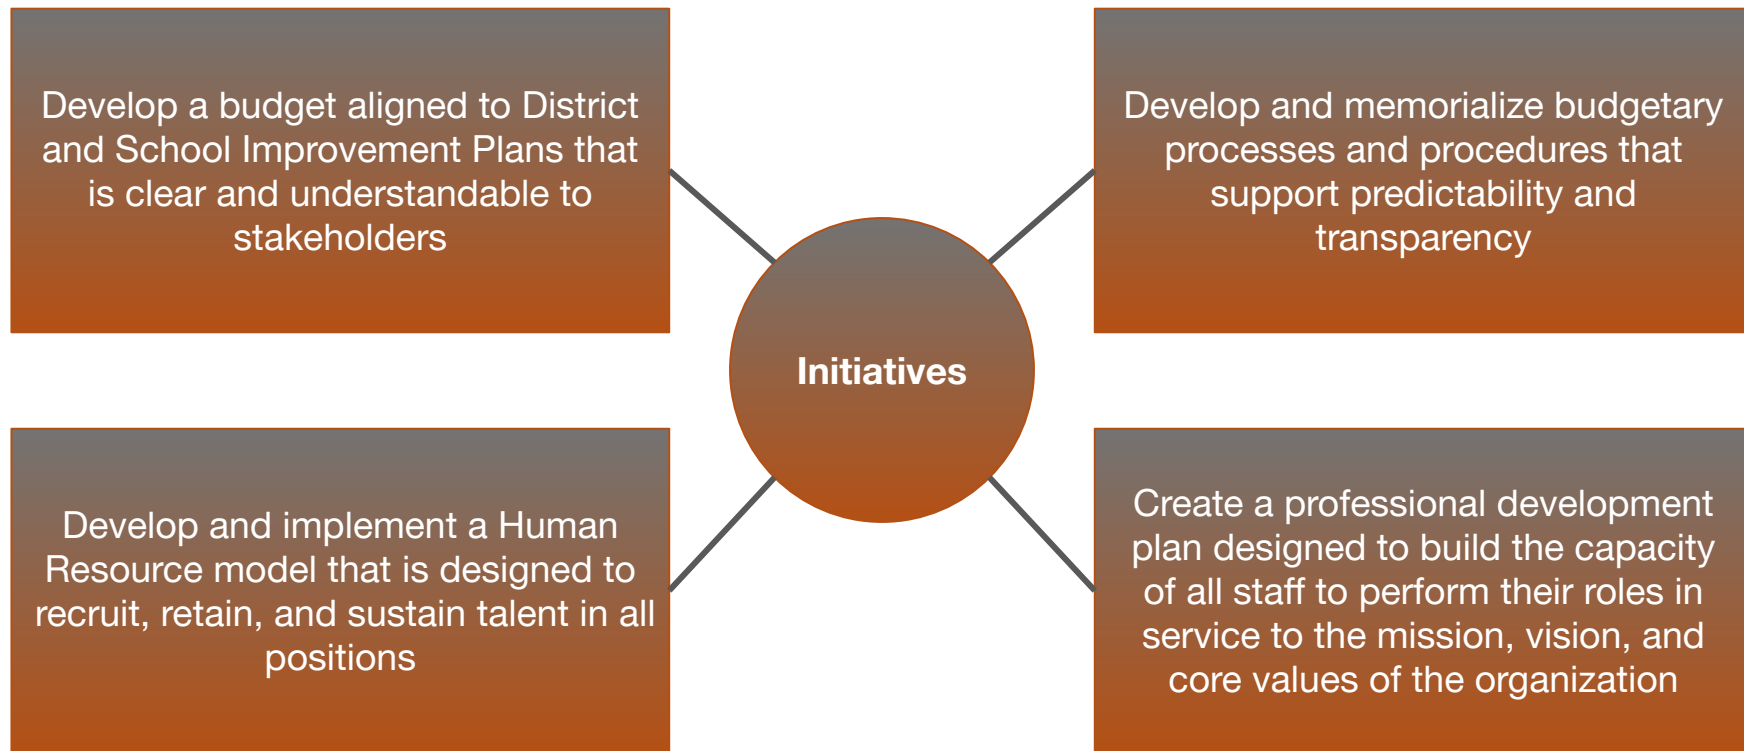 Develop a budget aligned to District
and School Improvement Plans that
is clear and understandable to
stakeholders
Develop and memorialize budgetary
processes and procedures that
support predictability and
transparency
Initiatives
Develop and implement a Human
Resource model that is designed to
recruit, retain, and sustain talent in all
positions
Create a professional development
plan designed to build the capacity
of all staff to perform their roles in
service to the mission, vision, and
core values of the organization